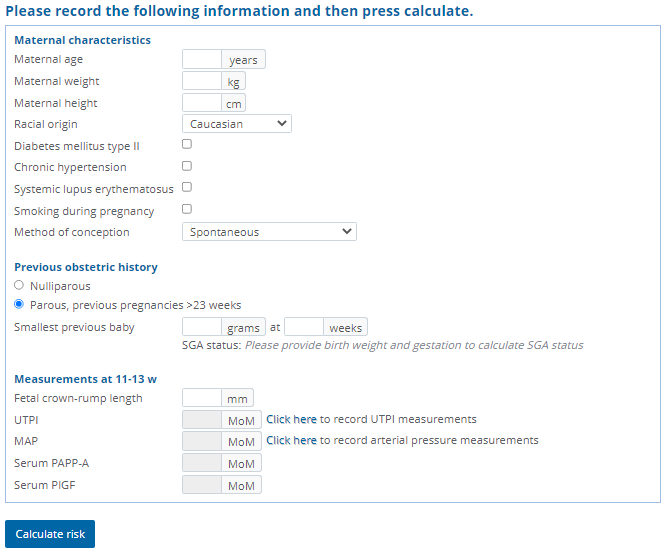 Please record the following information and then press calculate.
Maternal characteristics
Maternal age years
Maternal weight kg
Maternal height cm
Racial origin Caucasian
Diabetes mellitus type II
Chronic hypertension
Systemic lupus erythematosus
Smoking during pregnancy
Method of conception Spontaneous
Previous obstetric history
Nulliparous
Parous, previous pregnancies >23 weeks
Smallest previous baby grams at weeks
SGA status: Please provide birth weight and gestation to calculate SGA status
Measurements at 11-13 w
Fetal crown-rump length mm
UTPI MoM Click here to record UTPI measurements
MAP MoM Click here to record arterial pressure measurements
Serum PAPP-A MoM
Serum PIGF MoM
Calculate risk